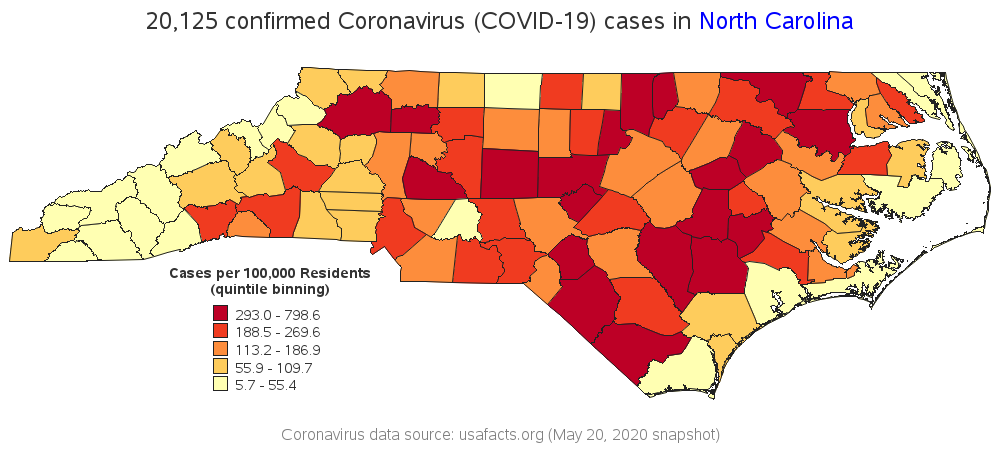 20,125 confirmed Coronavirus (COVID-19) cases in North Carolina
Cases per 100,000 Residents
(quintile binning)
293.0 - 798.6
188.5 - 269.6
113.2 - 186.9
55.9 - 109.7
5.7 - 55.4
Coronavirus data source: usafacts.org (May 20, 2020 snapshot)